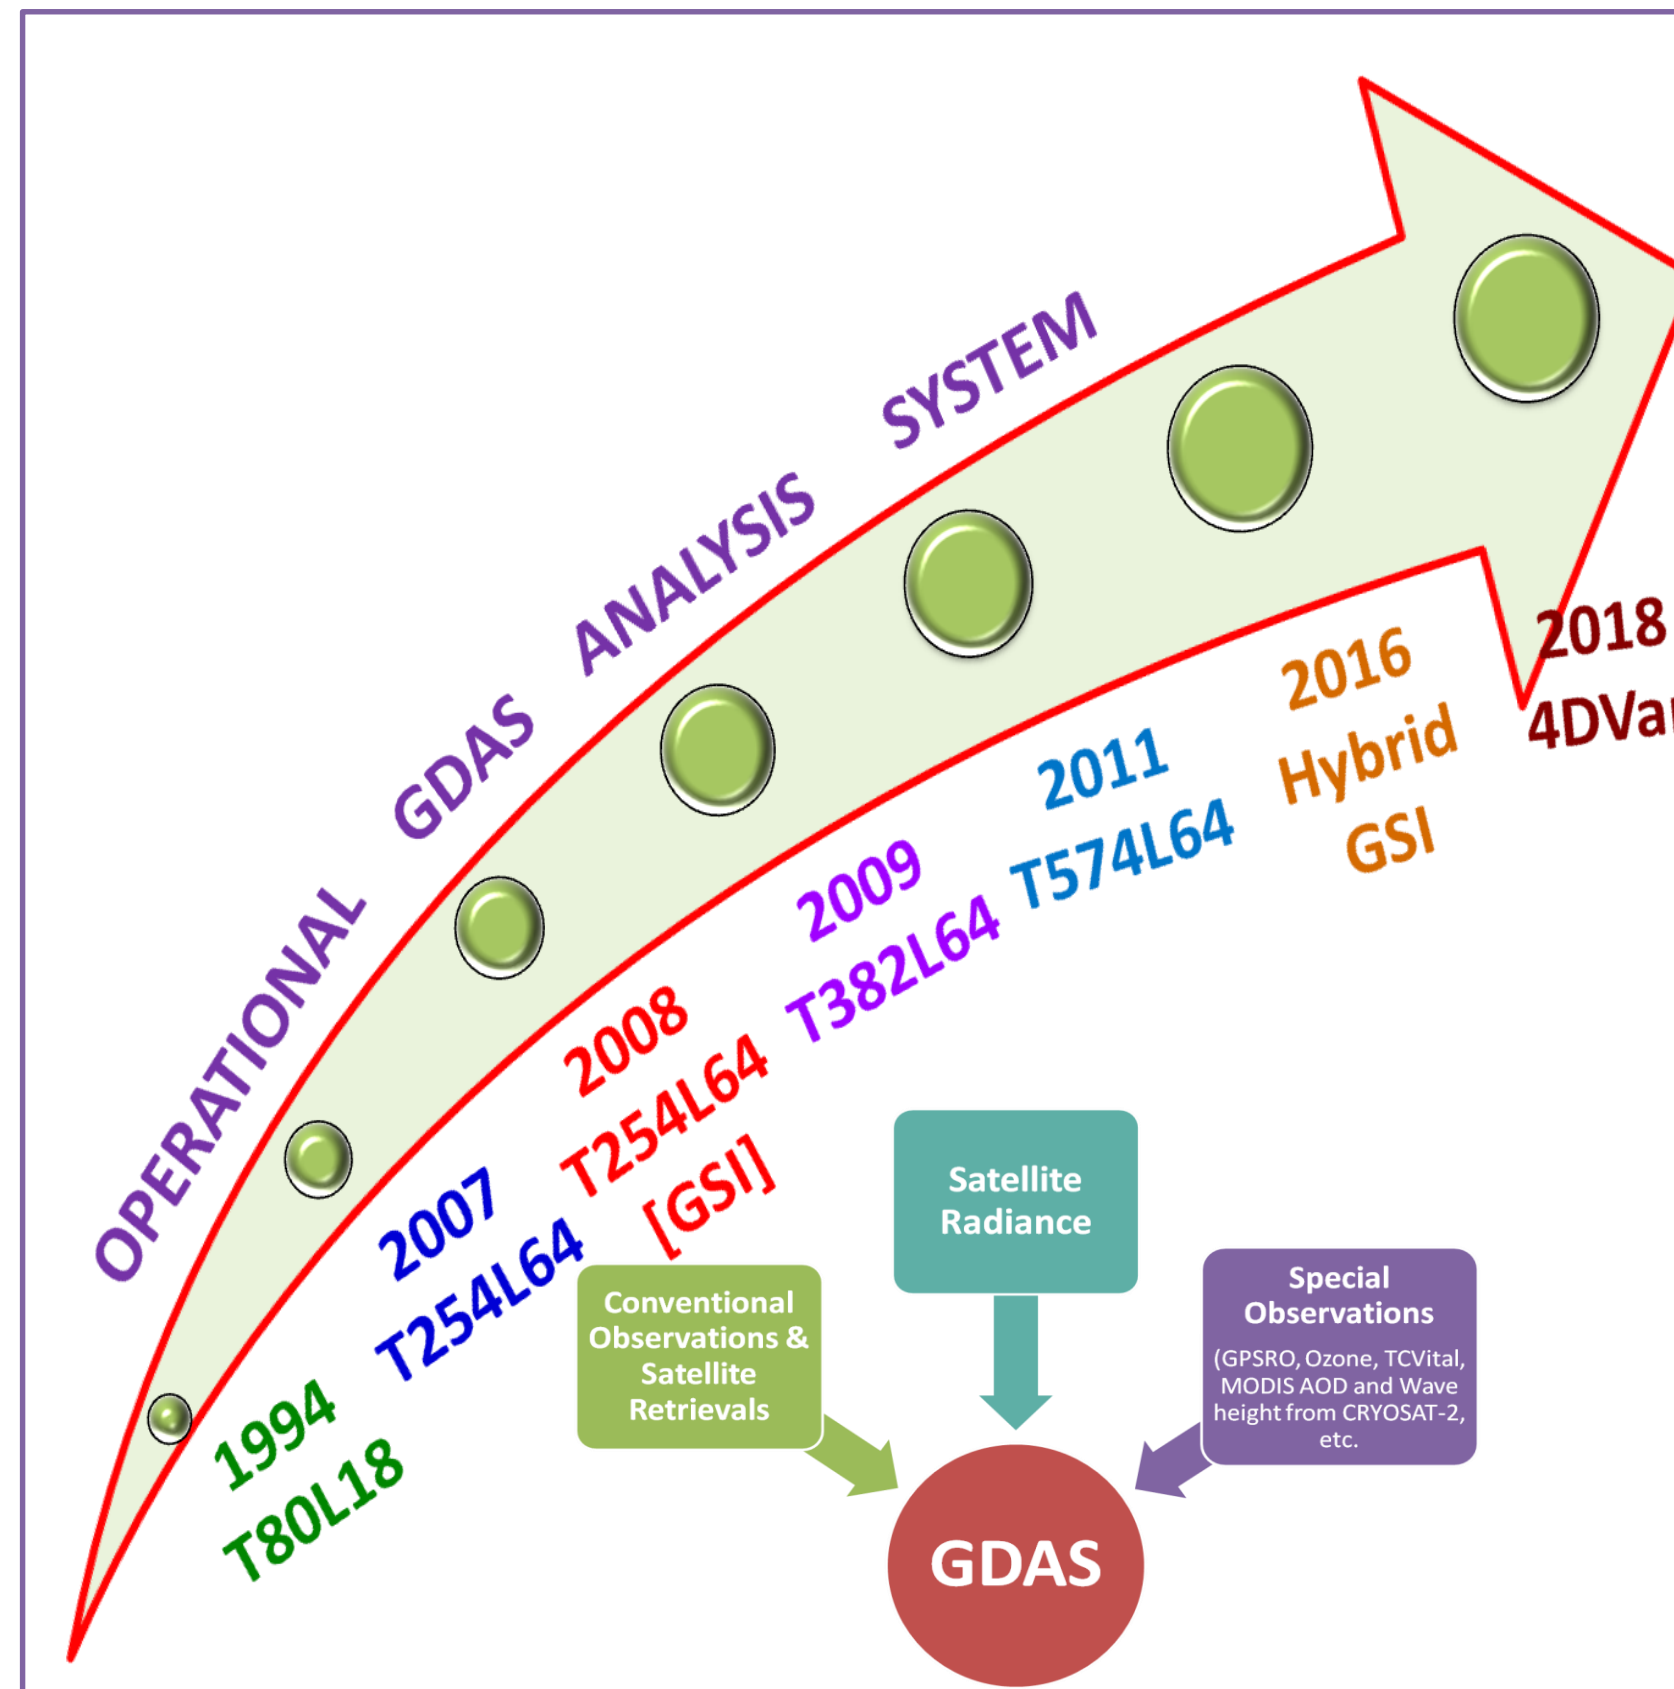 OPERATIONAL GDAS ANALYSIS SYSTEM
1994
T80L18
2007
T254L64
2008
T254L64
[GSI]
2009
T382L64
2011
T574L64
2016
Hybrid
GSI
2018
4DVar
Conventional
Observations &
Satellite
Retrievals
Satellite
Radiance
Special
Observations
(GPSRO, Ozone, TCVital,
MODIS AOD and Wave
height from CRYOSAT-2,
etc.
GDAS